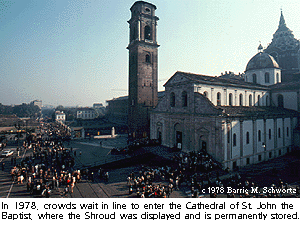 c 1978 Barrie M. Schwortz
In 1978, crowds wait in line to enter the Cathedral of St. John the
Baptist, where the Shroud was displayed and is permanently stored.